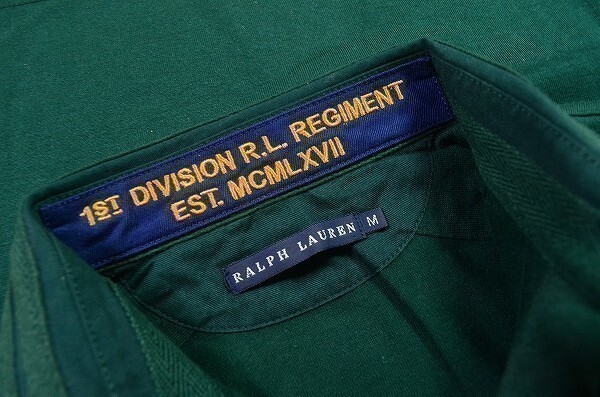 1ST DIVISION R.L. REGIMENT
EST. MCMLXVII
RALPH LAUREN M